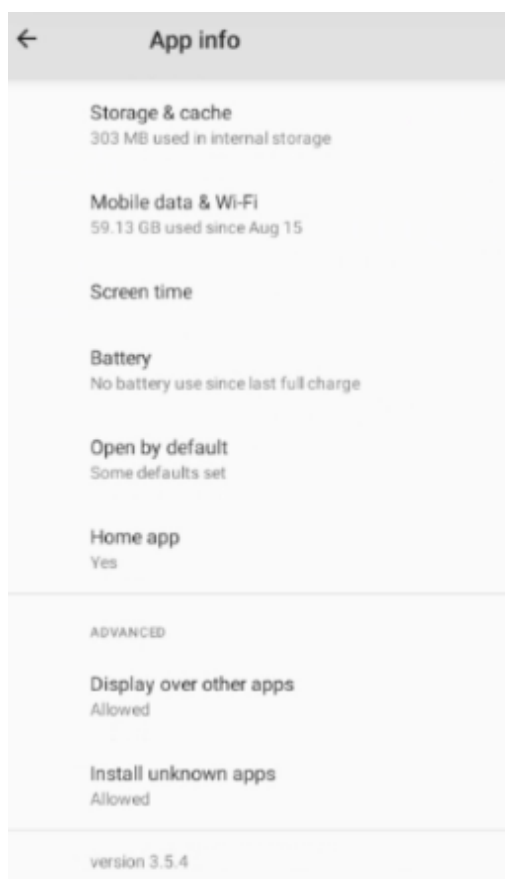 App info
Storage & cache
303 MB used in internal storage
Mobile data & Wi-Fi
59.13 GB used since Aug 15
Screen time
Battery
No battery use since last full charge
Open by default
Some defaults set
Home app
Yes
ADVANCED
Display over other apps
Allowed
Install unknown apps
Allowed
version 3.5.4